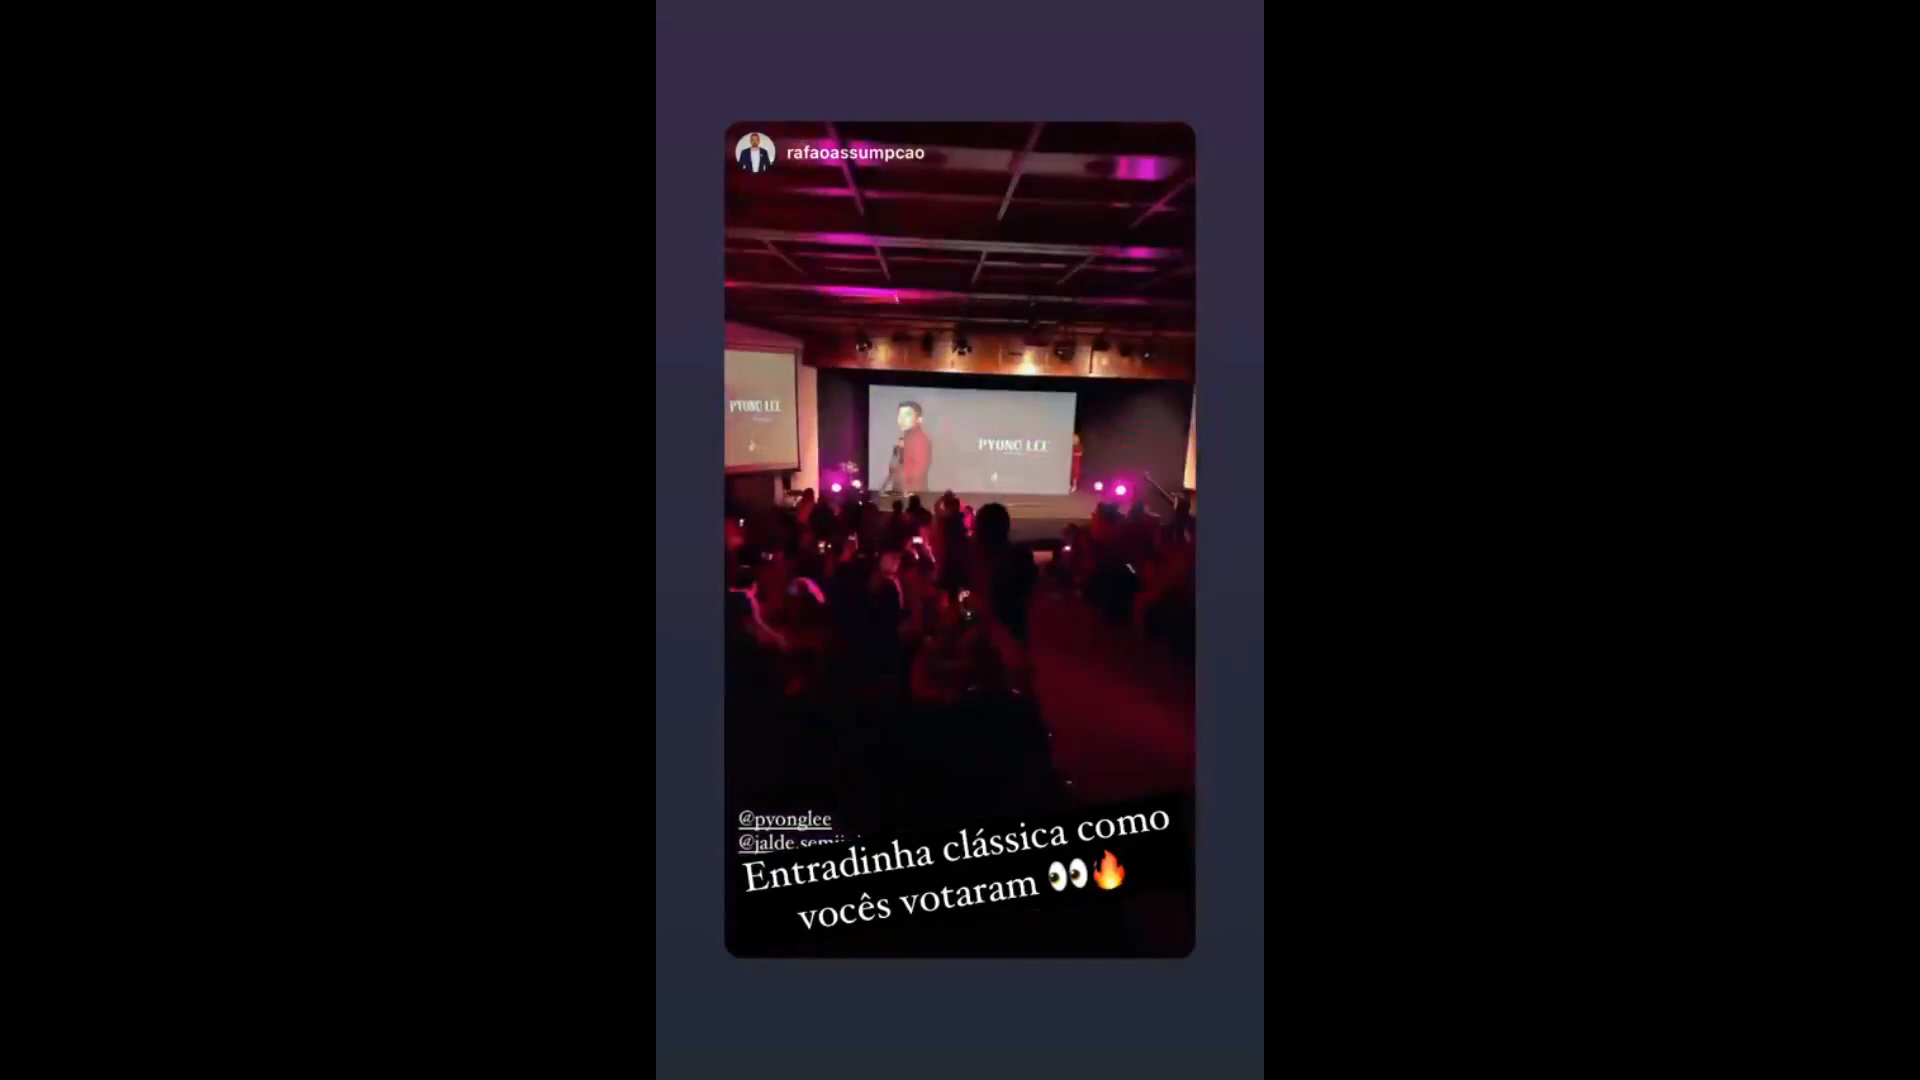 rafaoassumpcao
PYONG LEE
PYONG LEE
@pyonglee
Entradinha clássica como
vocês votaram 👀🔥